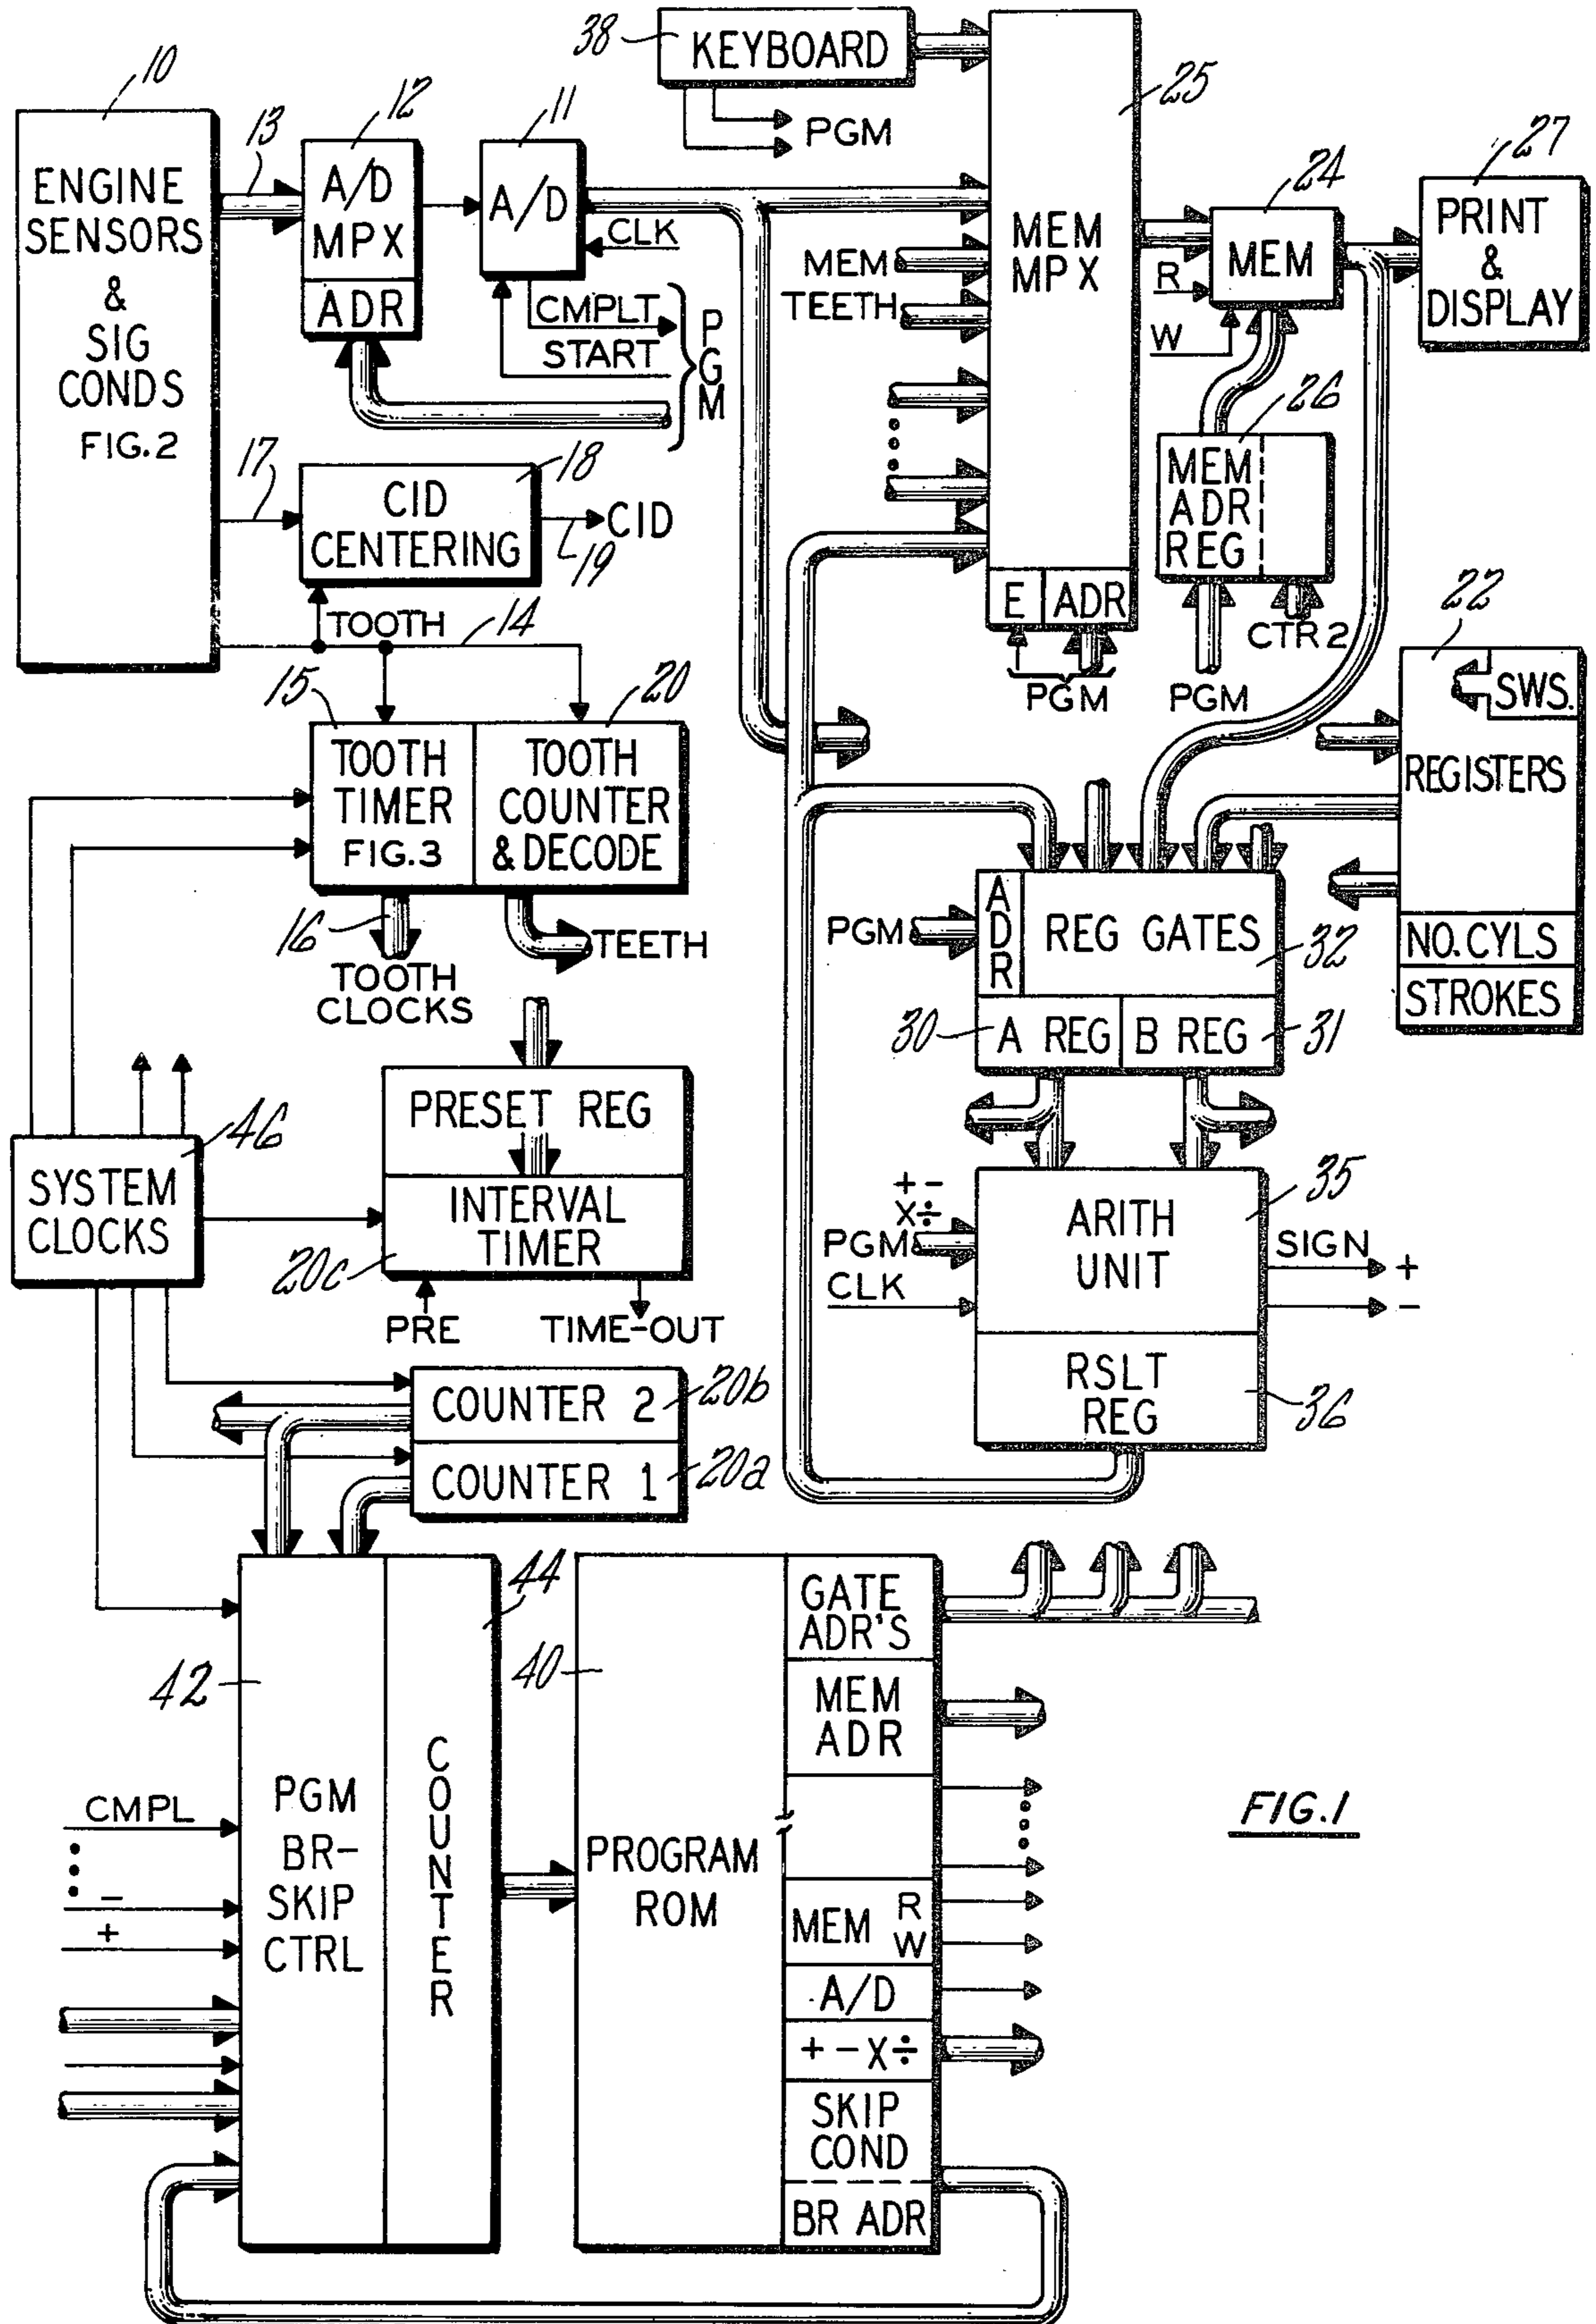 38
KEYBOARD
PGM
10
ENGINE
SENSORS
&
SIG
CONDS
FIG.2
13
12
A/D
MPX
ADR
11
A/D
CLK
CMPLT
START
PGM
25
MEM
MPX
MEM
TEETH
E
ADR
PGM
24
MEM
R
W
27
PRINT
&
DISPLAY
26
MEM
ADR
REG
PGM
CTR 2
17
18
CID
CENTERING
19
CID
TOOTH
14
15
TOOTH
TIMER
FIG.3
20
TOOTH
COUNTER
& DECODE
16
TOOTH
CLOCKS
TEETH
22
SWS.
REGISTERS
NO. CYLS
STROKES
PGM
ADR
REG GATES
32
30
A REG
B REG
31
46
SYSTEM
CLOCKS
PRESET REG
INTERVAL
TIMER
20c
PRE
TIME-OUT
+ -
X ÷
PGM
CLK
ARITH
UNIT
35
SIGN
+
-
RSLT
REG
36
COUNTER 2
20b
COUNTER 1
20a
42
PGM
BR-
SKIP
CTRL
CMPL
-
+
44
COUNTER
40
PROGRAM
ROM
GATE
ADR'S
MEM
ADR
MEM
R
W
A/D
+ - X ÷
SKIP
COND
BR ADR
FIG.1